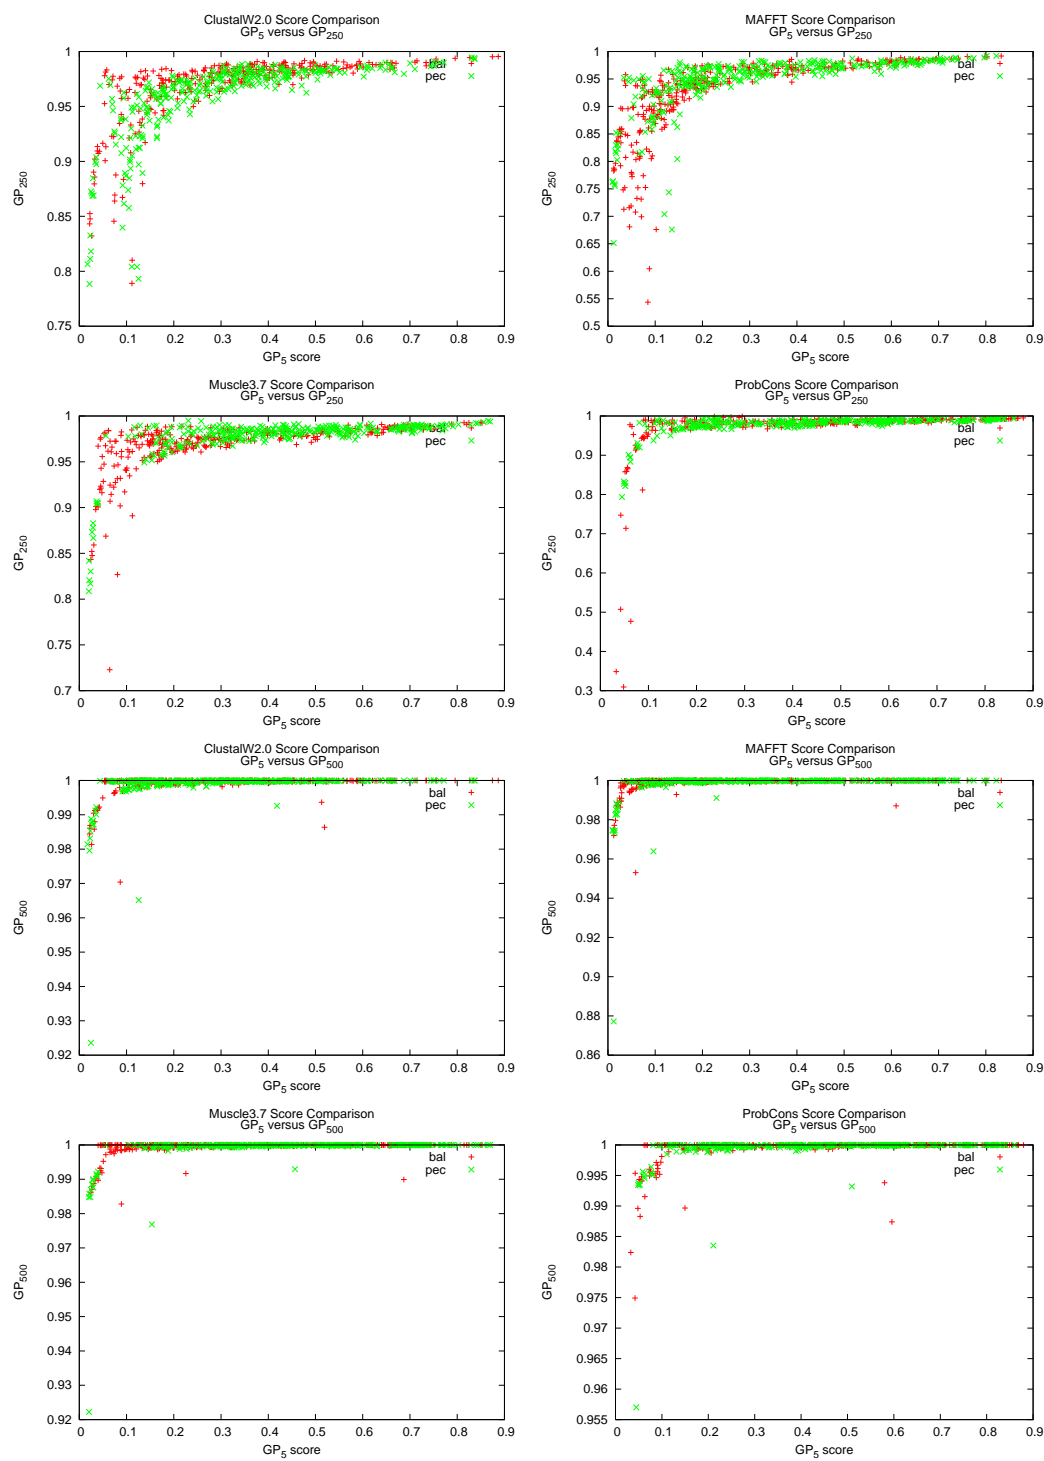 ClustalW2.0 Score Comparison
GP5 versus GP250
1
0.95
0.9
0.85
0.8
0.75
GP250
bal
pec
0 0.1 0.2 0.3 0.4 0.5 0.6 0.7 0.8 0.9
GP5 score
MAFFT Score Comparison
GP5 versus GP250
1
0.95
0.9
0.85
0.8
0.75
0.7
0.65
0.6
0.55
0.5
GP250
bal
pec
0 0.1 0.2 0.3 0.4 0.5 0.6 0.7 0.8 0.9
GP5 score
Muscle3.7 Score Comparison
GP5 versus GP250
1
0.95
0.9
0.85
0.8
0.75
0.7
GP250
bal
pec
0 0.1 0.2 0.3 0.4 0.5 0.6 0.7 0.8 0.9
GP5 score
ProbCons Score Comparison
GP5 versus GP250
1
0.9
0.8
0.7
0.6
0.5
0.4
0.3
GP250
bal
pec
0 0.1 0.2 0.3 0.4 0.5 0.6 0.7 0.8 0.9
GP5 score
ClustalW2.0 Score Comparison
GP5 versus GP500
1
0.99
0.98
0.97
0.96
0.95
0.94
0.93
0.92
GP500
bal
pec
0 0.1 0.2 0.3 0.4 0.5 0.6 0.7 0.8 0.9
GP5 score
MAFFT Score Comparison
GP5 versus GP500
1
0.98
0.96
0.94
0.92
0.9
0.88
0.86
GP500
bal
pec
0 0.1 0.2 0.3 0.4 0.5 0.6 0.7 0.8 0.9
GP5 score
Muscle3.7 Score Comparison
GP5 versus GP500
1
0.99
0.98
0.97
0.96
0.95
0.94
0.93
0.92
GP500
bal
pec
0 0.1 0.2 0.3 0.4 0.5 0.6 0.7 0.8 0.9
GP5 score
ProbCons Score Comparison
GP5 versus GP500
1
0.995
0.99
0.985
0.98
0.975
0.97
0.965
0.96
0.955
GP500
bal
pec
0 0.1 0.2 0.3 0.4 0.5 0.6 0.7 0.8 0.9
GP5 score